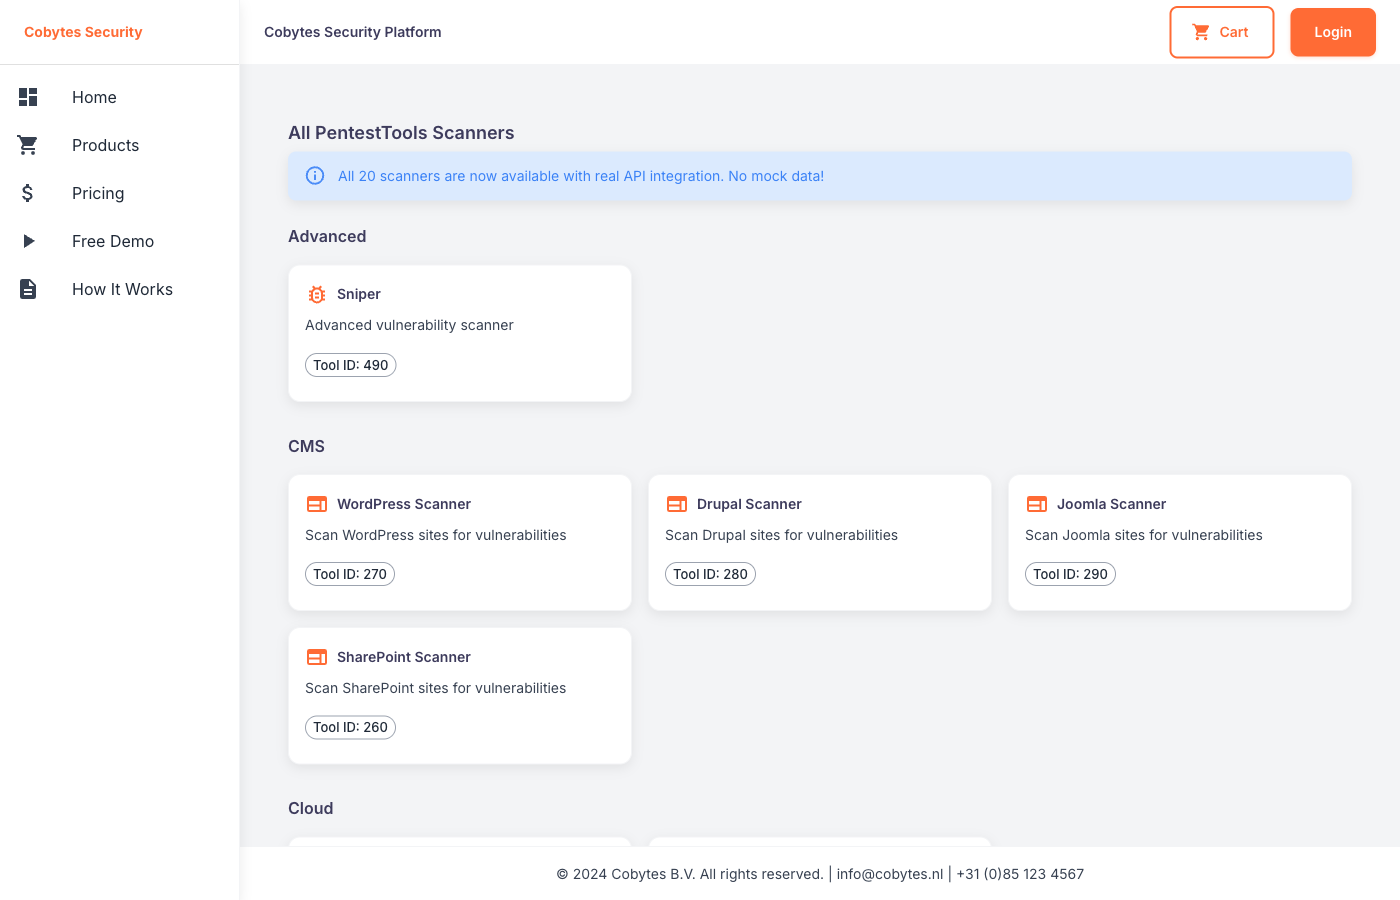 Cobytes Security
Cobytes Security Platform
Cart
Login
Home
Products
Pricing
Free Demo
How It Works
All PentestTools Scanners
All 20 scanners are now available with real API integration. No mock data!
Advanced
Sniper
Advanced vulnerability scanner
Tool ID: 490
CMS
WordPress Scanner
Scan WordPress sites for vulnerabilities
Tool ID: 270
Drupal Scanner
Scan Drupal sites for vulnerabilities
Tool ID: 280
Joomla Scanner
Scan Joomla sites for vulnerabilities
Tool ID: 290
SharePoint Scanner
Scan SharePoint sites for vulnerabilities
Tool ID: 260
Cloud
© 2024 Cobytes B.V. All rights reserved. | info@cobytes.nl | +31 (0)85 123 4567